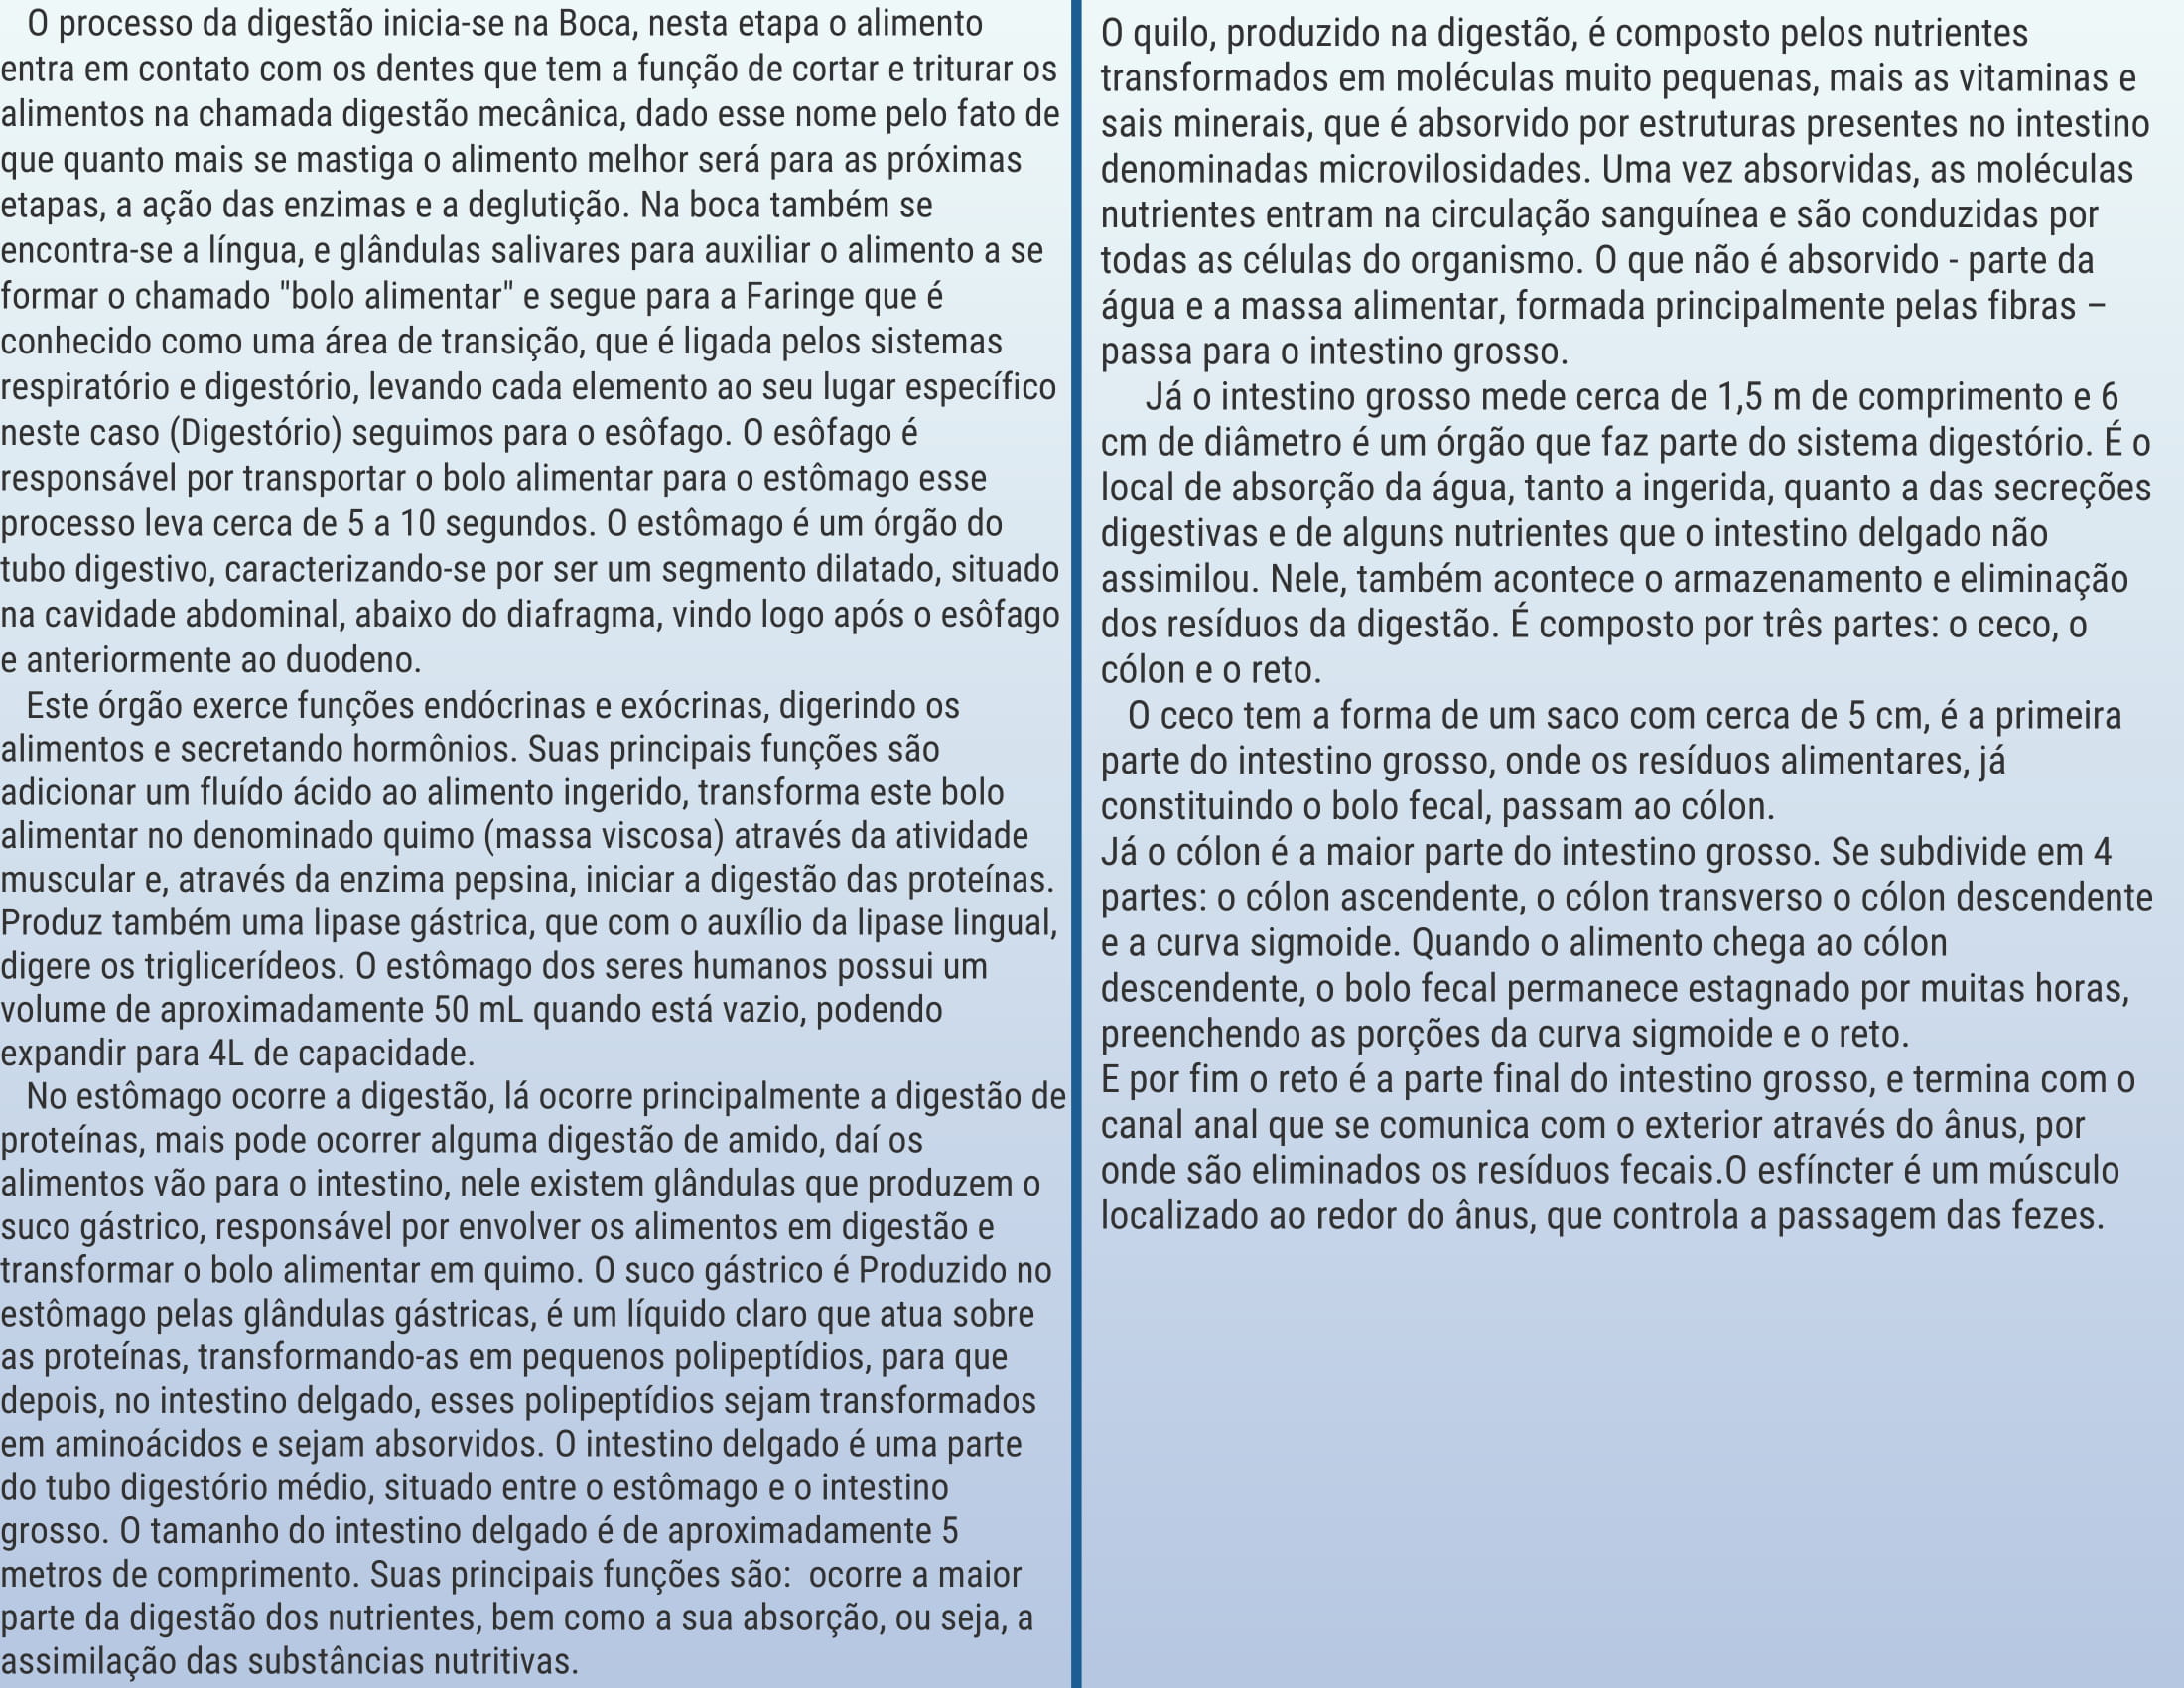 O processo da digestão inicia-se na Boca, nesta etapa o alimento
entra em contato com os dentes que tem a função de cortar e triturar os
alimentos na chamada digestão mecânica, dado esse nome pelo fato de
que quanto mais se mastiga o alimento melhor será para as próximas
etapas, a ação das enzimas e a deglutição. Na boca também se
encontra-se a língua, e glândulas salivares para auxiliar o alimento a se
formar o chamado "bolo alimentar" e segue para a Faringe que é
conhecido como uma área de transição, que é ligada pelos sistemas
respiratório e digestório, levando cada elemento ao seu lugar específico
neste caso (Digestório) seguimos para o esôfago. O esôfago é
responsável por transportar o bolo alimentar para o estômago esse
processo leva cerca de 5 a 10 segundos. O estômago é um órgão do
tubo digestivo, caracterizando-se por ser um segmento dilatado, situado
na cavidade abdominal, abaixo do diafragma, vindo logo após o esôfago
e anteriormente ao duodeno.
Este órgão exerce funções endócrinas e exócrinas, digerindo os
alimentos e secretando hormônios. Suas principais funções são
adicionar um fluído ácido ao alimento ingerido, transforma este bolo
alimentar no denominado quimo (massa viscosa) através da atividade
muscular e, através da enzima pepsina, iniciar a digestão das proteínas.
Produz também uma lipase gástrica, que com o auxílio da lipase lingual,
digere os triglicerídeos. O estômago dos seres humanos possui um
volume de aproximadamente 50 mL quando está vazio, podendo
expandir para 4L de capacidade.
No estômago ocorre a digestão, lá ocorre principalmente a digestão de
proteínas, mais pode ocorrer alguma digestão de amido, daí os
alimentos vão para o intestino, nele existem glândulas que produzem o
suco gástrico, responsável por envolver os alimentos em digestão e
transformar o bolo alimentar em quimo. O suco gástrico é Produzido no
estômago pelas glândulas gástricas, é um líquido claro que atua sobre
as proteínas, transformando-as em pequenos polipeptídios, para que
depois, no intestino delgado, esses polipeptídios sejam transformados
em aminoácidos e sejam absorvidos. O intestino delgado é uma parte
do tubo digestório médio, situado entre o estômago e o intestino
grosso. O tamanho do intestino delgado é de aproximadamente 5
metros de comprimento. Suas principais funções são:  ocorre a maior
parte da digestão dos nutrientes, bem como a sua absorção, ou seja, a
assimilação das substâncias nutritivas.
O quilo, produzido na digestão, é composto pelos nutrientes
transformados em moléculas muito pequenas, mais as vitaminas e
sais minerais, que é absorvido por estruturas presentes no intestino
denominadas microvilosidades. Uma vez absorvidas, as moléculas
nutrientes entram na circulação sanguínea e são conduzidas por
todas as células do organismo. O que não é absorvido - parte da
água e a massa alimentar, formada principalmente pelas fibras –
passa para o intestino grosso.
Já o intestino grosso mede cerca de 1,5 m de comprimento e 6
cm de diâmetro é um órgão que faz parte do sistema digestório. É o
local de absorção da água, tanto a ingerida, quanto a das secreções
digestivas e de alguns nutrientes que o intestino delgado não
assimilou. Nele, também acontece o armazenamento e eliminação
dos resíduos da digestão. É composto por três partes: o ceco, o
cólon e o reto.
O ceco tem a forma de um saco com cerca de 5 cm, é a primeira
parte do intestino grosso, onde os resíduos alimentares, já
constituindo o bolo fecal, passam ao cólon.
Já o cólon é a maior parte do intestino grosso. Se subdivide em 4
partes: o cólon ascendente, o cólon transverso o cólon descendente
e a curva sigmoide. Quando o alimento chega ao cólon
descendente, o bolo fecal permanece estagnado por muitas horas,
preenchendo as porções da curva sigmoide e o reto.
E por fim o reto é a parte final do intestino grosso, e termina com o
canal anal que se comunica com o exterior através do ânus, por
onde são eliminados os resíduos fecais.O esfíncter é um músculo
localizado ao redor do ânus, que controla a passagem das fezes.